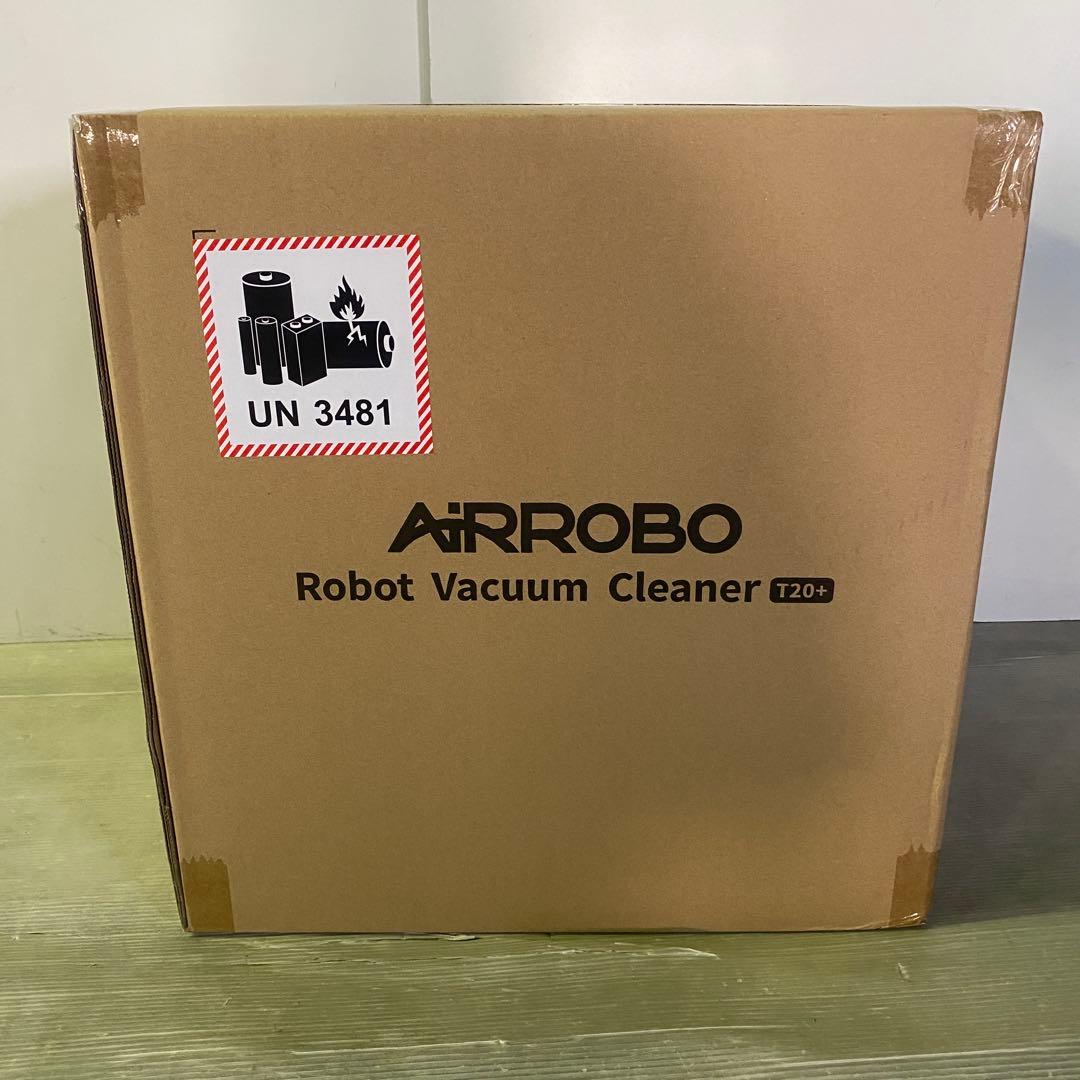 UN 3481
AiRROBO
Robot Vacuum Cleaner T20+